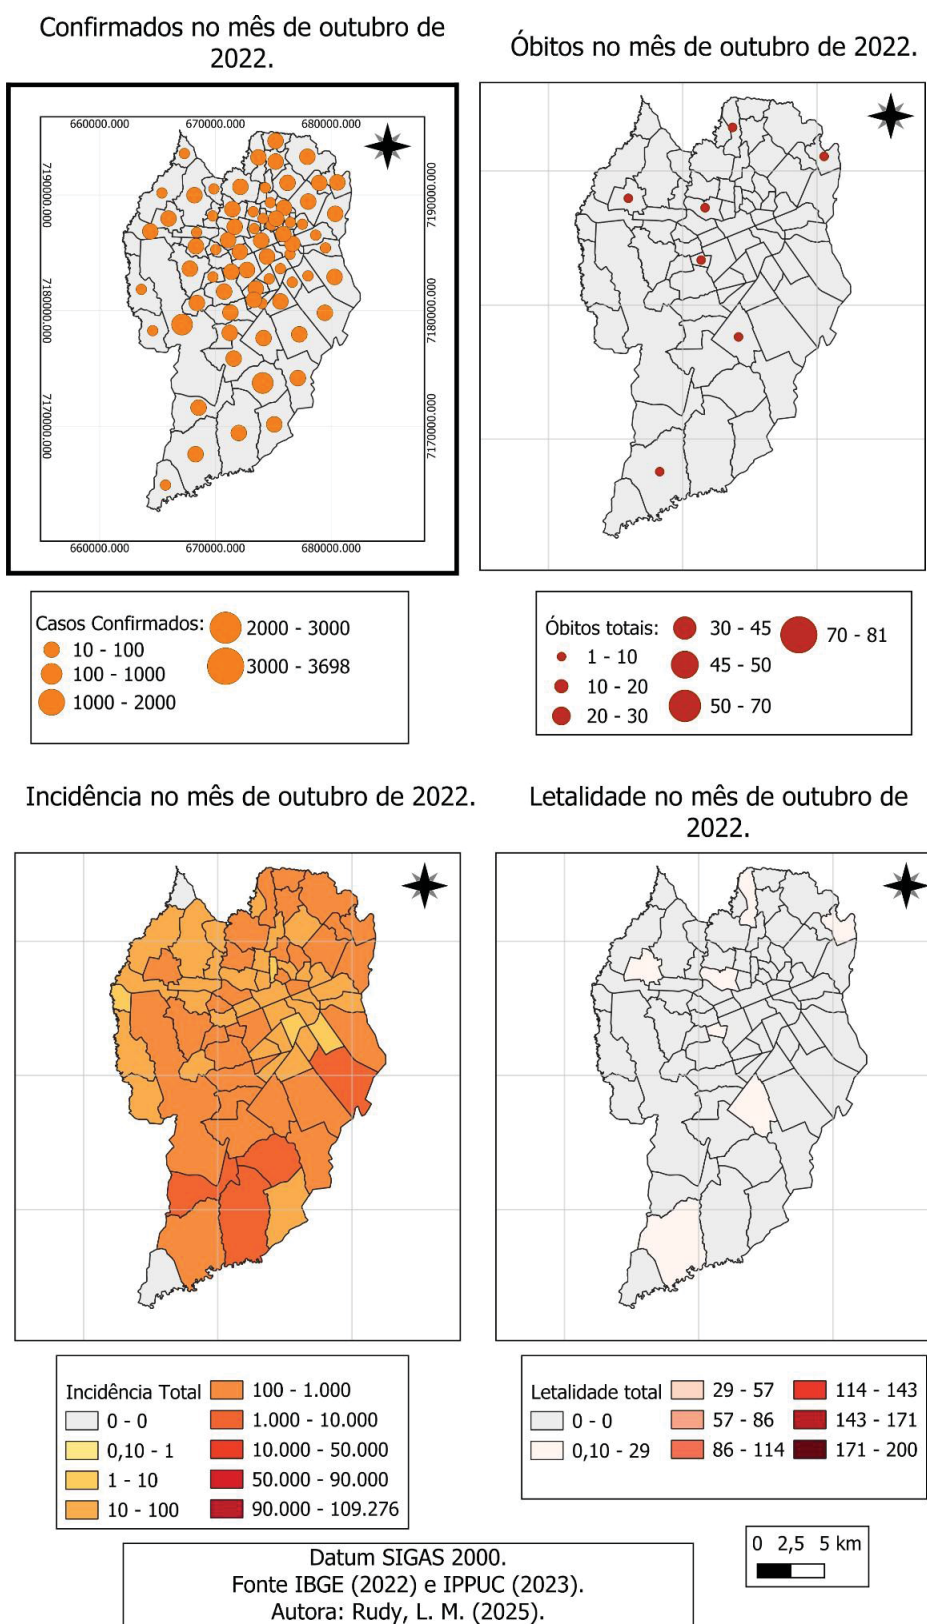 Confirmados no mês de outubro de
2022.
660000.000 670000.000 680000.000
7190000.000 7190000.000
7180000.000 7180000.000
7170000.000 7170000.000
660000.000 670000.000 680000.000
Casos Confirmados:
10 - 100
100 - 1000
1000 - 2000
2000 - 3000
3000 - 3698
Óbitos no mês de outubro de 2022.
Óbitos totais:
1 - 10
10 - 20
20 - 30
30 - 45
45 - 50
50 - 70
70 - 81
Incidência no mês de outubro de 2022.
Incidência Total
0 - 0
0,10 - 1
1 - 10
10 - 100
100 - 1.000
1.000 - 10.000
10.000 - 50.000
50.000 - 90.000
90.000 - 109.276
Letalidade no mês de outubro de
2022.
Letalidade total
0 - 0
0,10 - 29
29 - 57
57 - 86
86 - 114
114 - 143
143 - 171
171 - 200
0 2,5 5 km
Datum SIGAS 2000.
Fonte IBGE (2022) e IPPUC (2023).
Autora: Rudy, L. M. (2025).